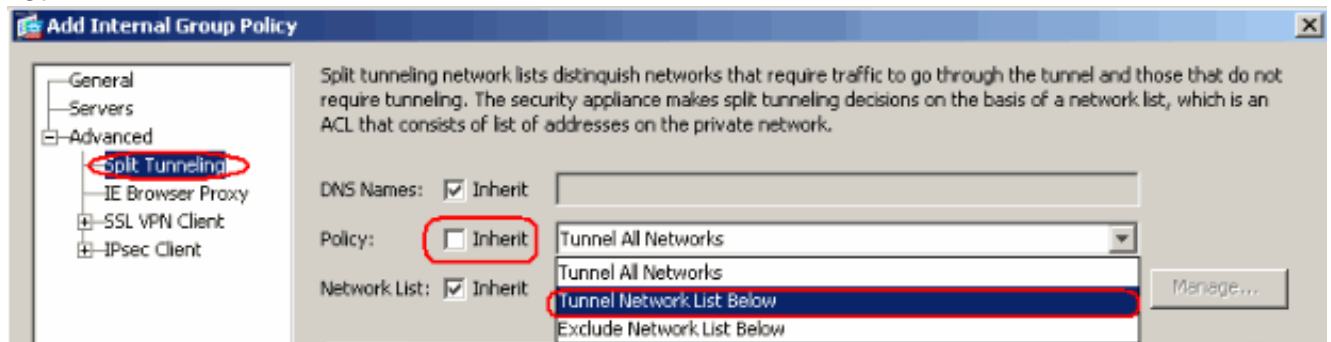 Add Internal Group Policy
General
Servers
Advanced
Split Tunneling
IE Browser Proxy
SSL VPN Client
IPsec Client
Split tunneling network lists distinguish networks that require traffic to go through the tunnel and those that do not
require tunneling. The security appliance makes split tunneling decisions on the basis of a network list, which is an
ACL that consists of list of addresses on the private network.
DNS Names: Inherit
Policy: Inherit Tunnel All Networks
Tunnel All Networks
Network List: Inherit Tunnel Network List Below Manage...
Exclude Network List Below